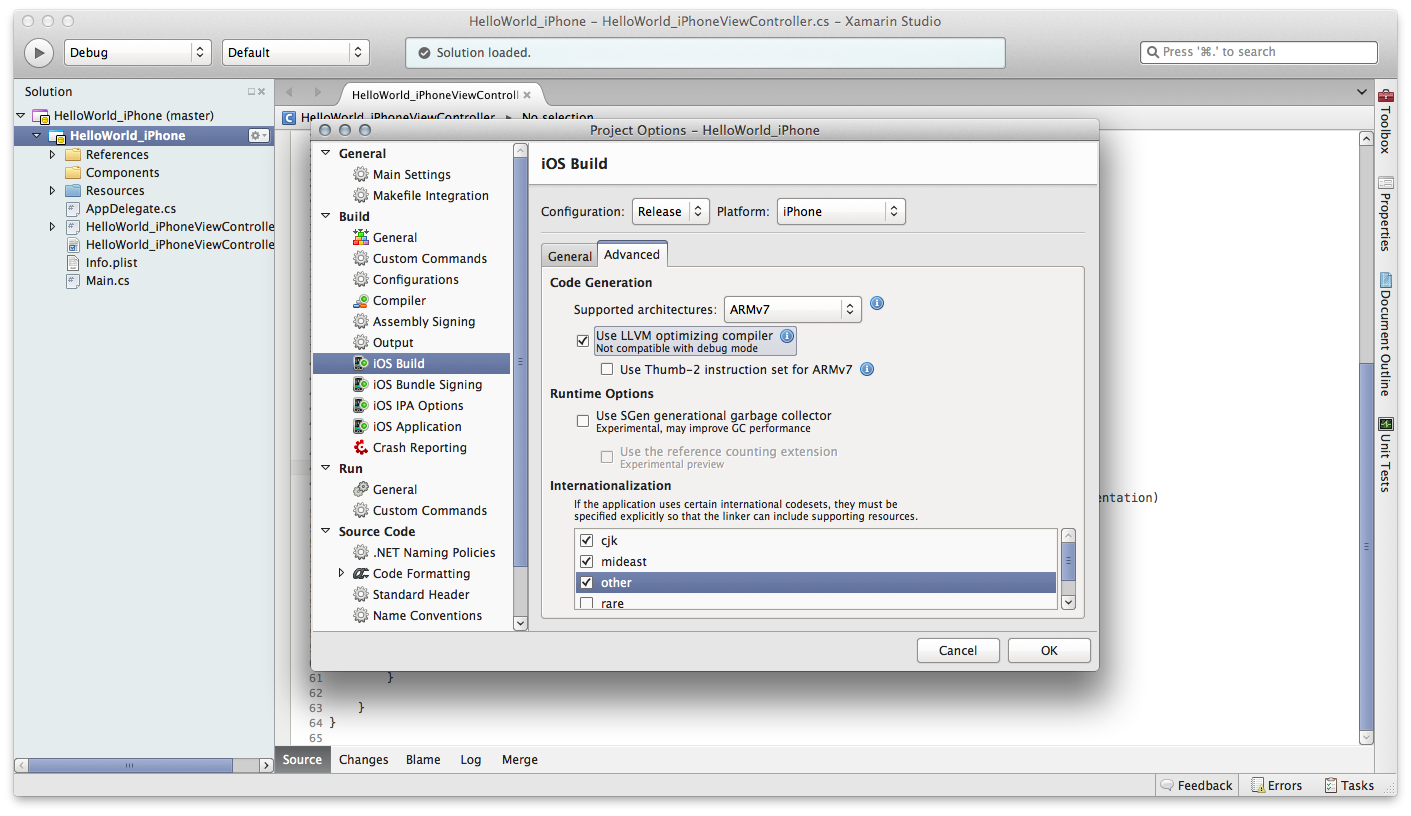 HelloWorld_iPhone – HelloWorld_iPhoneViewController.cs – Xamarin Studio
Debug
Default
Solution loaded.
Press '⌘.' to search
Solution
HelloWorld_iPhone (master)
HelloWorld_iPhone
References
Components
Resources
AppDelegate.cs
HelloWorld_iPhoneViewControlle
HelloWorld_iPhoneViewControlle
Info.plist
Main.cs
HelloWorld_iPhoneViewControll
HelloWorld_iPhoneViewController
No selection
Project Options – HelloWorld_iPhone
General
Main Settings
Makefile Integration
Build
General
Custom Commands
Configurations
Compiler
Assembly Signing
Output
iOS Build
iOS Bundle Signing
iOS IPA Options
iOS Application
Crash Reporting
Run
General
Custom Commands
Source Code
.NET Naming Policies
Code Formatting
Standard Header
Name Conventions
iOS Build
Configuration: Release Platform: iPhone
General Advanced
Code Generation
Supported architectures: ARMv7
Use LLVM optimizing compiler
Not compatible with debug mode
Use Thumb-2 instruction set for ARMv7
Runtime Options
Use SGen generational garbage collector
Experimental, may improve GC performance
Use the reference counting extension
Experimental preview
Internationalization
If the application uses certain international codesets, they must be
specified explicitly so that the linker can include supporting resources.
cjk
mideast
other
rare
Cancel OK
entation)
61 }
62
63 }
64 }
65
Source Changes Blame Log Merge
Toolbox
Properties
Document Outline
Unit Tests
Feedback Errors Tasks